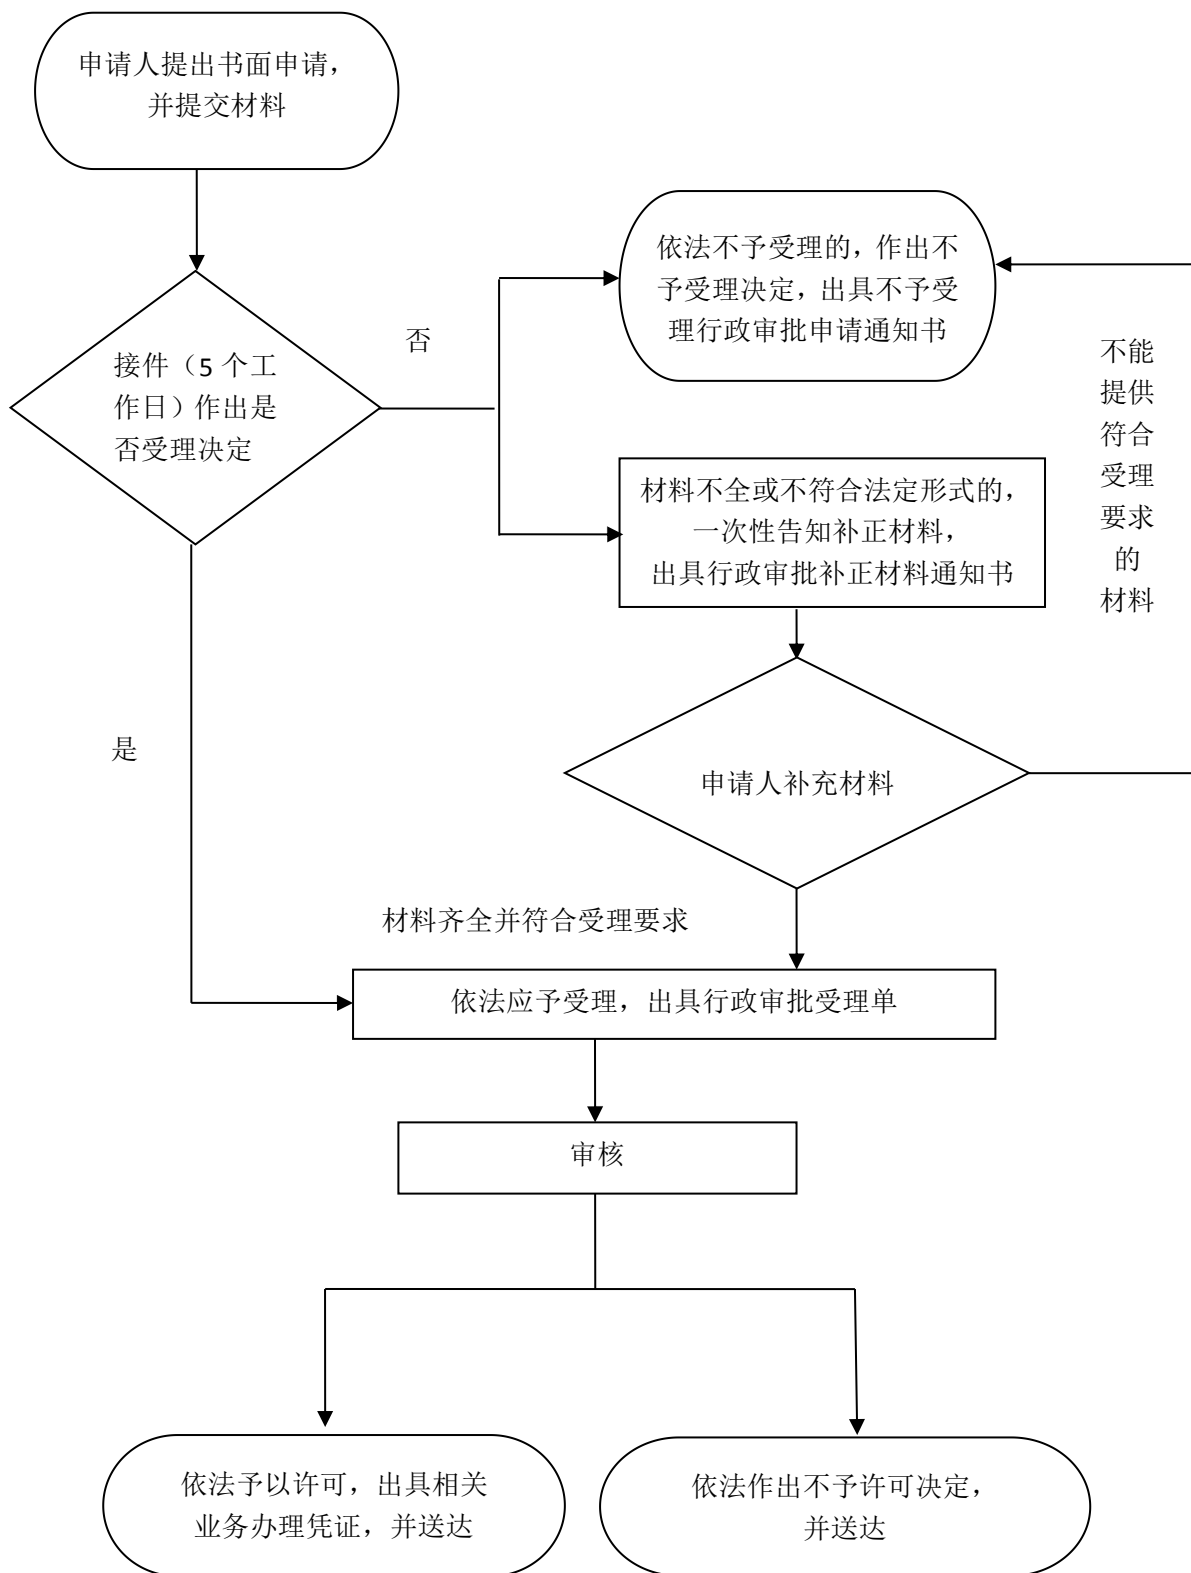 申请人提出书面申请，
并提交材料
依法不予受理的，作出不
予受理决定，出具不予受
理行政审批申请通知书
否
接件（5 个工
作日）作出是
否受理决定
不能
提供
符合
受理
要求
的
材料
材料不全或不符合法定形式的，
一次性告知补正材料，
出具行政审批补正材料通知书
是
申请人补充材料
材料齐全并符合受理要求
依法应予受理，出具行政审批受理单
审核
依法予以许可，出具相关
业务办理凭证，并送达
依法作出不予许可决定，
并送达